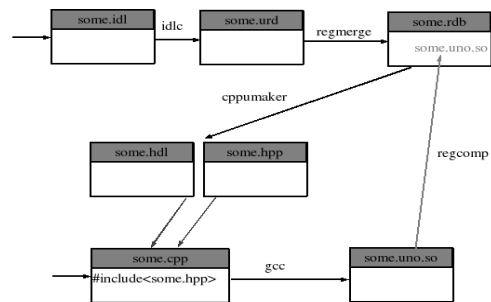 some.idl
idlc
some.urd
regmerge
some.rdb
some.uno.so
cppumaker
some.hdl
some.hpp
regcomp
some.cpp
#include<some.hpp>
gcc
some.uno.so